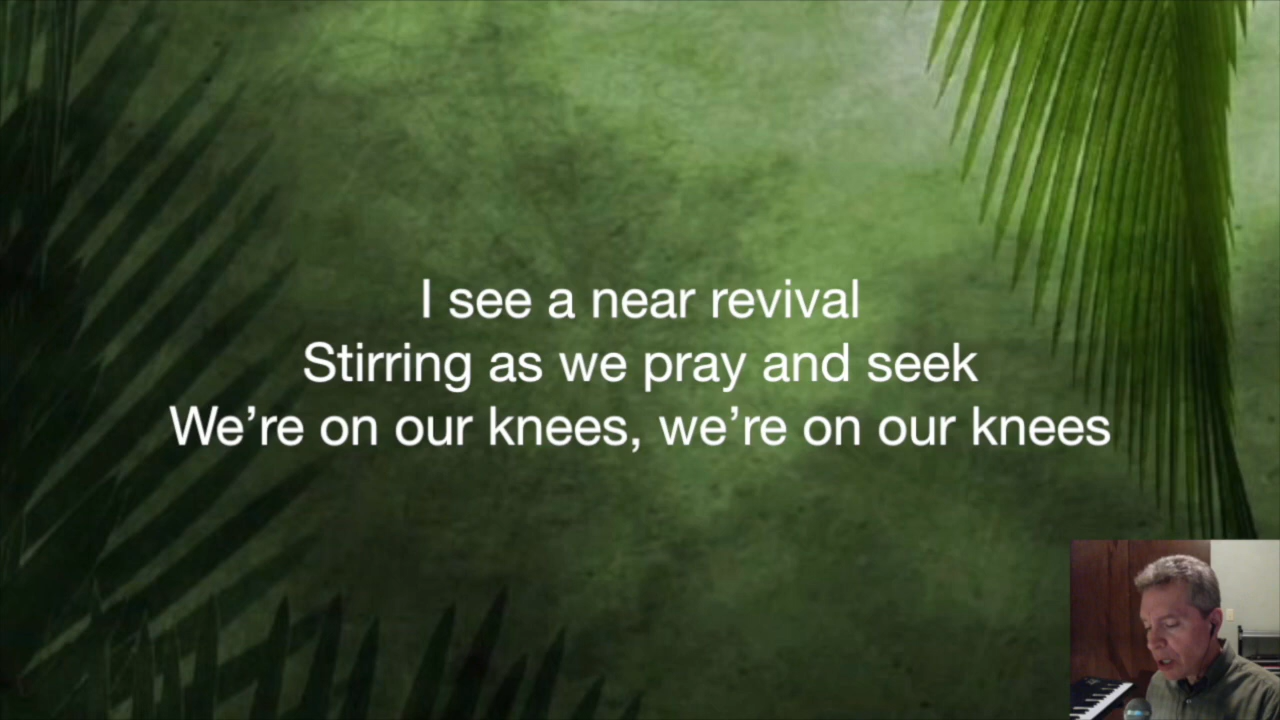 I see a near revival
Stirring as we pray and seek
We’re on our knees, we’re on our knees